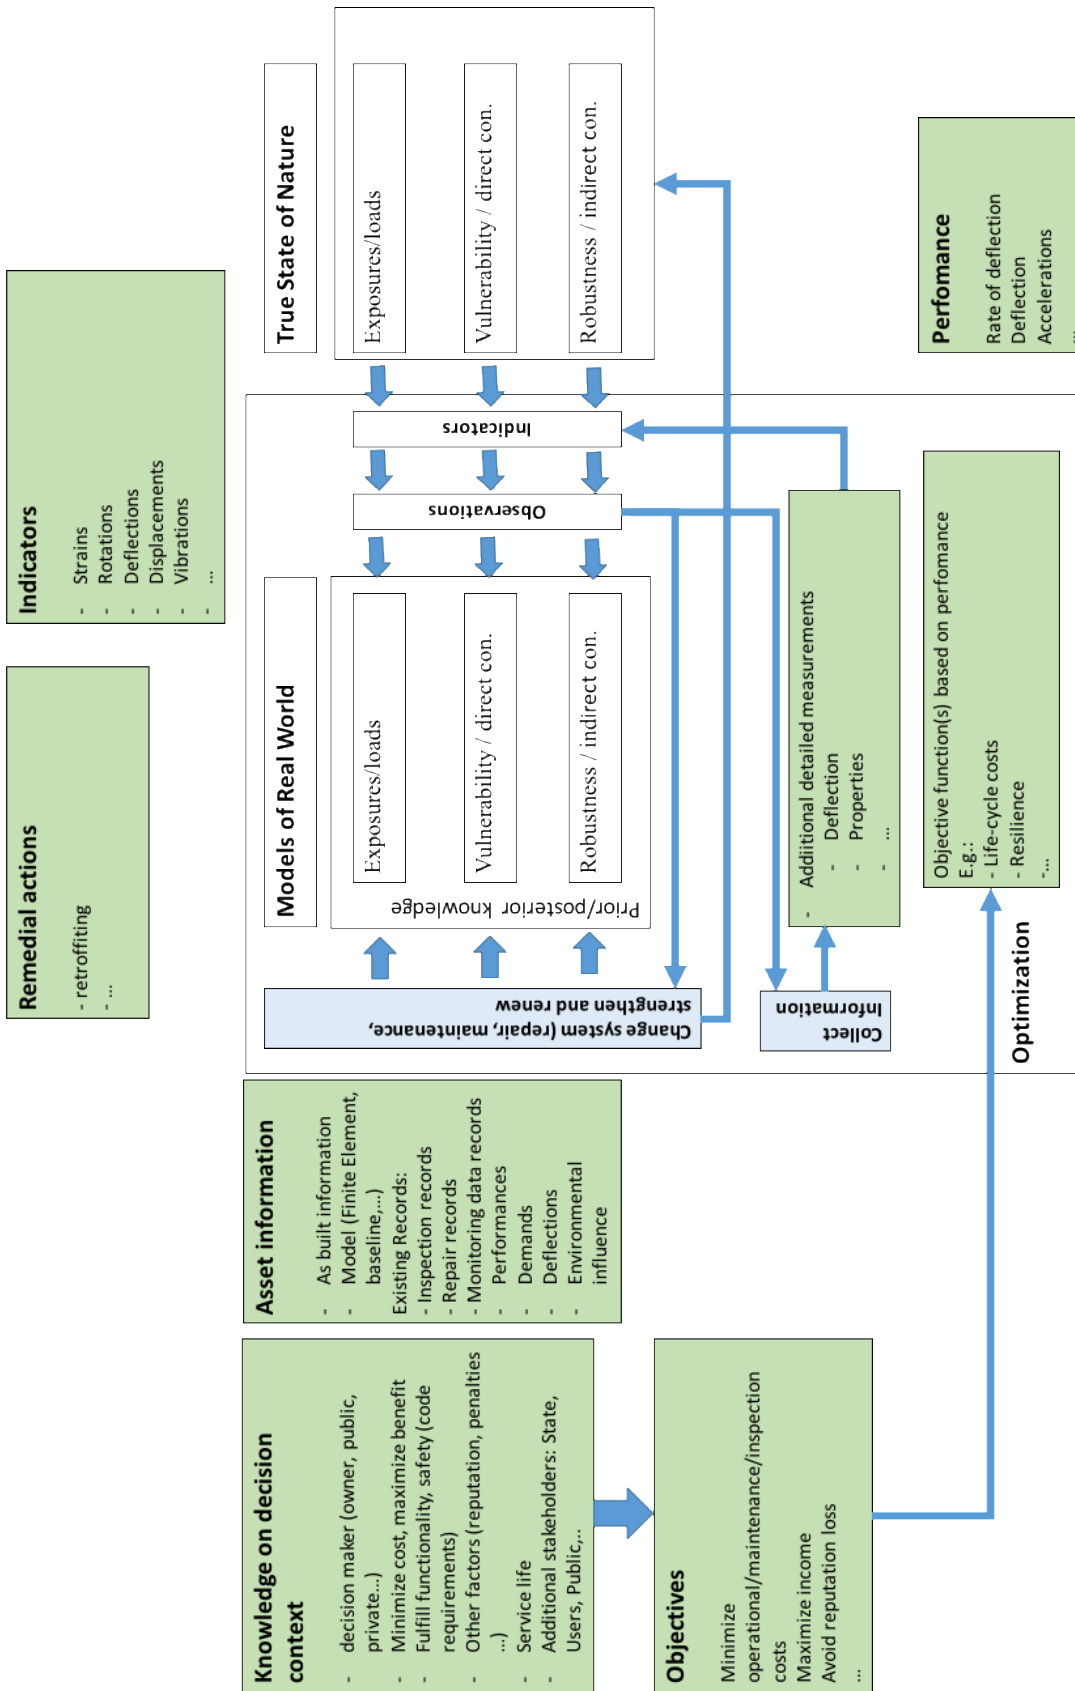 Remedial actions
- retroffiting
- ...
Indicators
- Strains
- Rotations
- Deflections
- Displacements
- Vibrations
- ...
Knowledge on decision
context
- decision maker (owner, public,
private...)
- Minimize cost, maximize benefit
- Fulfill functionality, safety (code
requirements)
- Other factors (reputation, penalties
...)
- Service life
- Additional stakeholders: State,
Users, Public,..
Asset information
- As built information
- Model (Finite Element,
baseline,...)
Existing Records:
- Inspection records
- Repair records
- Monitoring data records
- Performances
- Demands
- Deflections
- Environmental
influence
Change system (repair, maintenance,
strengthen and renew
Models of Real World
Prior/posterior knowledge
Exposures/loads
Vulnerability / direct con.
Robustness / indirect con.
Observations
Indicators
True State of Nature
Exposures/loads
Vulnerability / direct con.
Robustness / indirect con.
Collect
Information
- Additional detailed measurements
- Deflection
- Properties
- ...
Objectives
Minimize
operational/maintenance/inspection
costs
Maximize income
Avoid reputation loss
...
Optimization
Objective function(s) based on perfomance
E.g.:
- Life-cycle costs
- Resilience
-...
Perfomance
Rate of deflection
Deflection
Accelerations
...